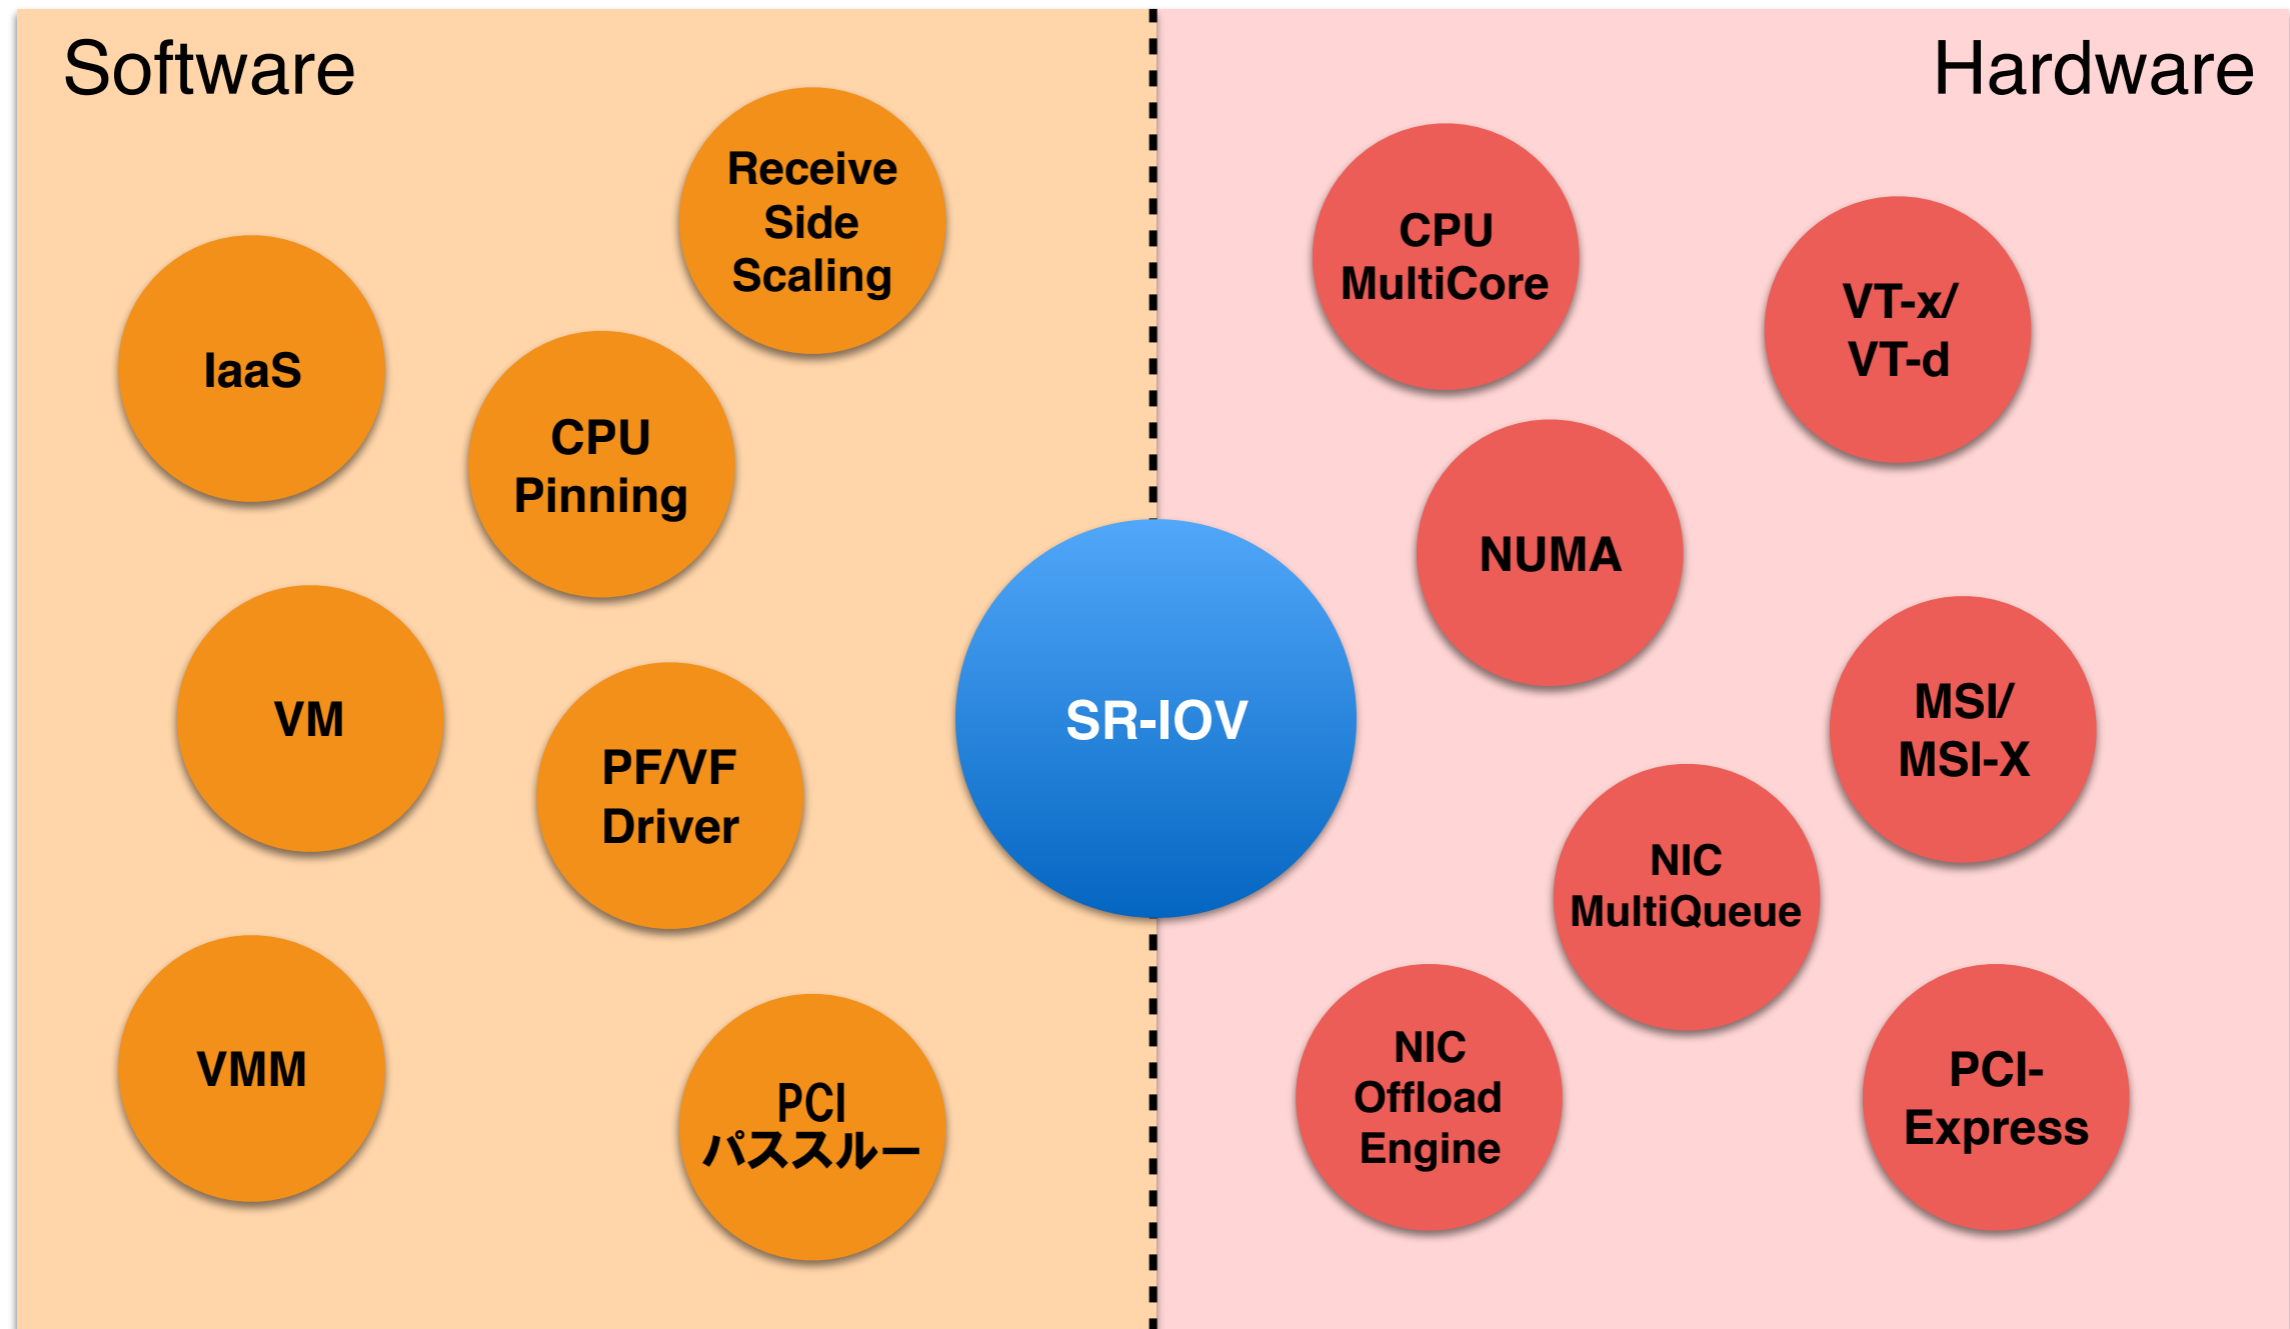 Software
Hardware
Receive
Side
Scaling
IaaS
CPU
Pinning
VM
PF/VF
Driver
VMM
PCI
パススルー
SR-IOV
CPU
MultiCore
VT-x/
VT-d
NUMA
MSI/
MSI-X
NIC
MultiQueue
NIC
Offload
Engine
PCI-
Express